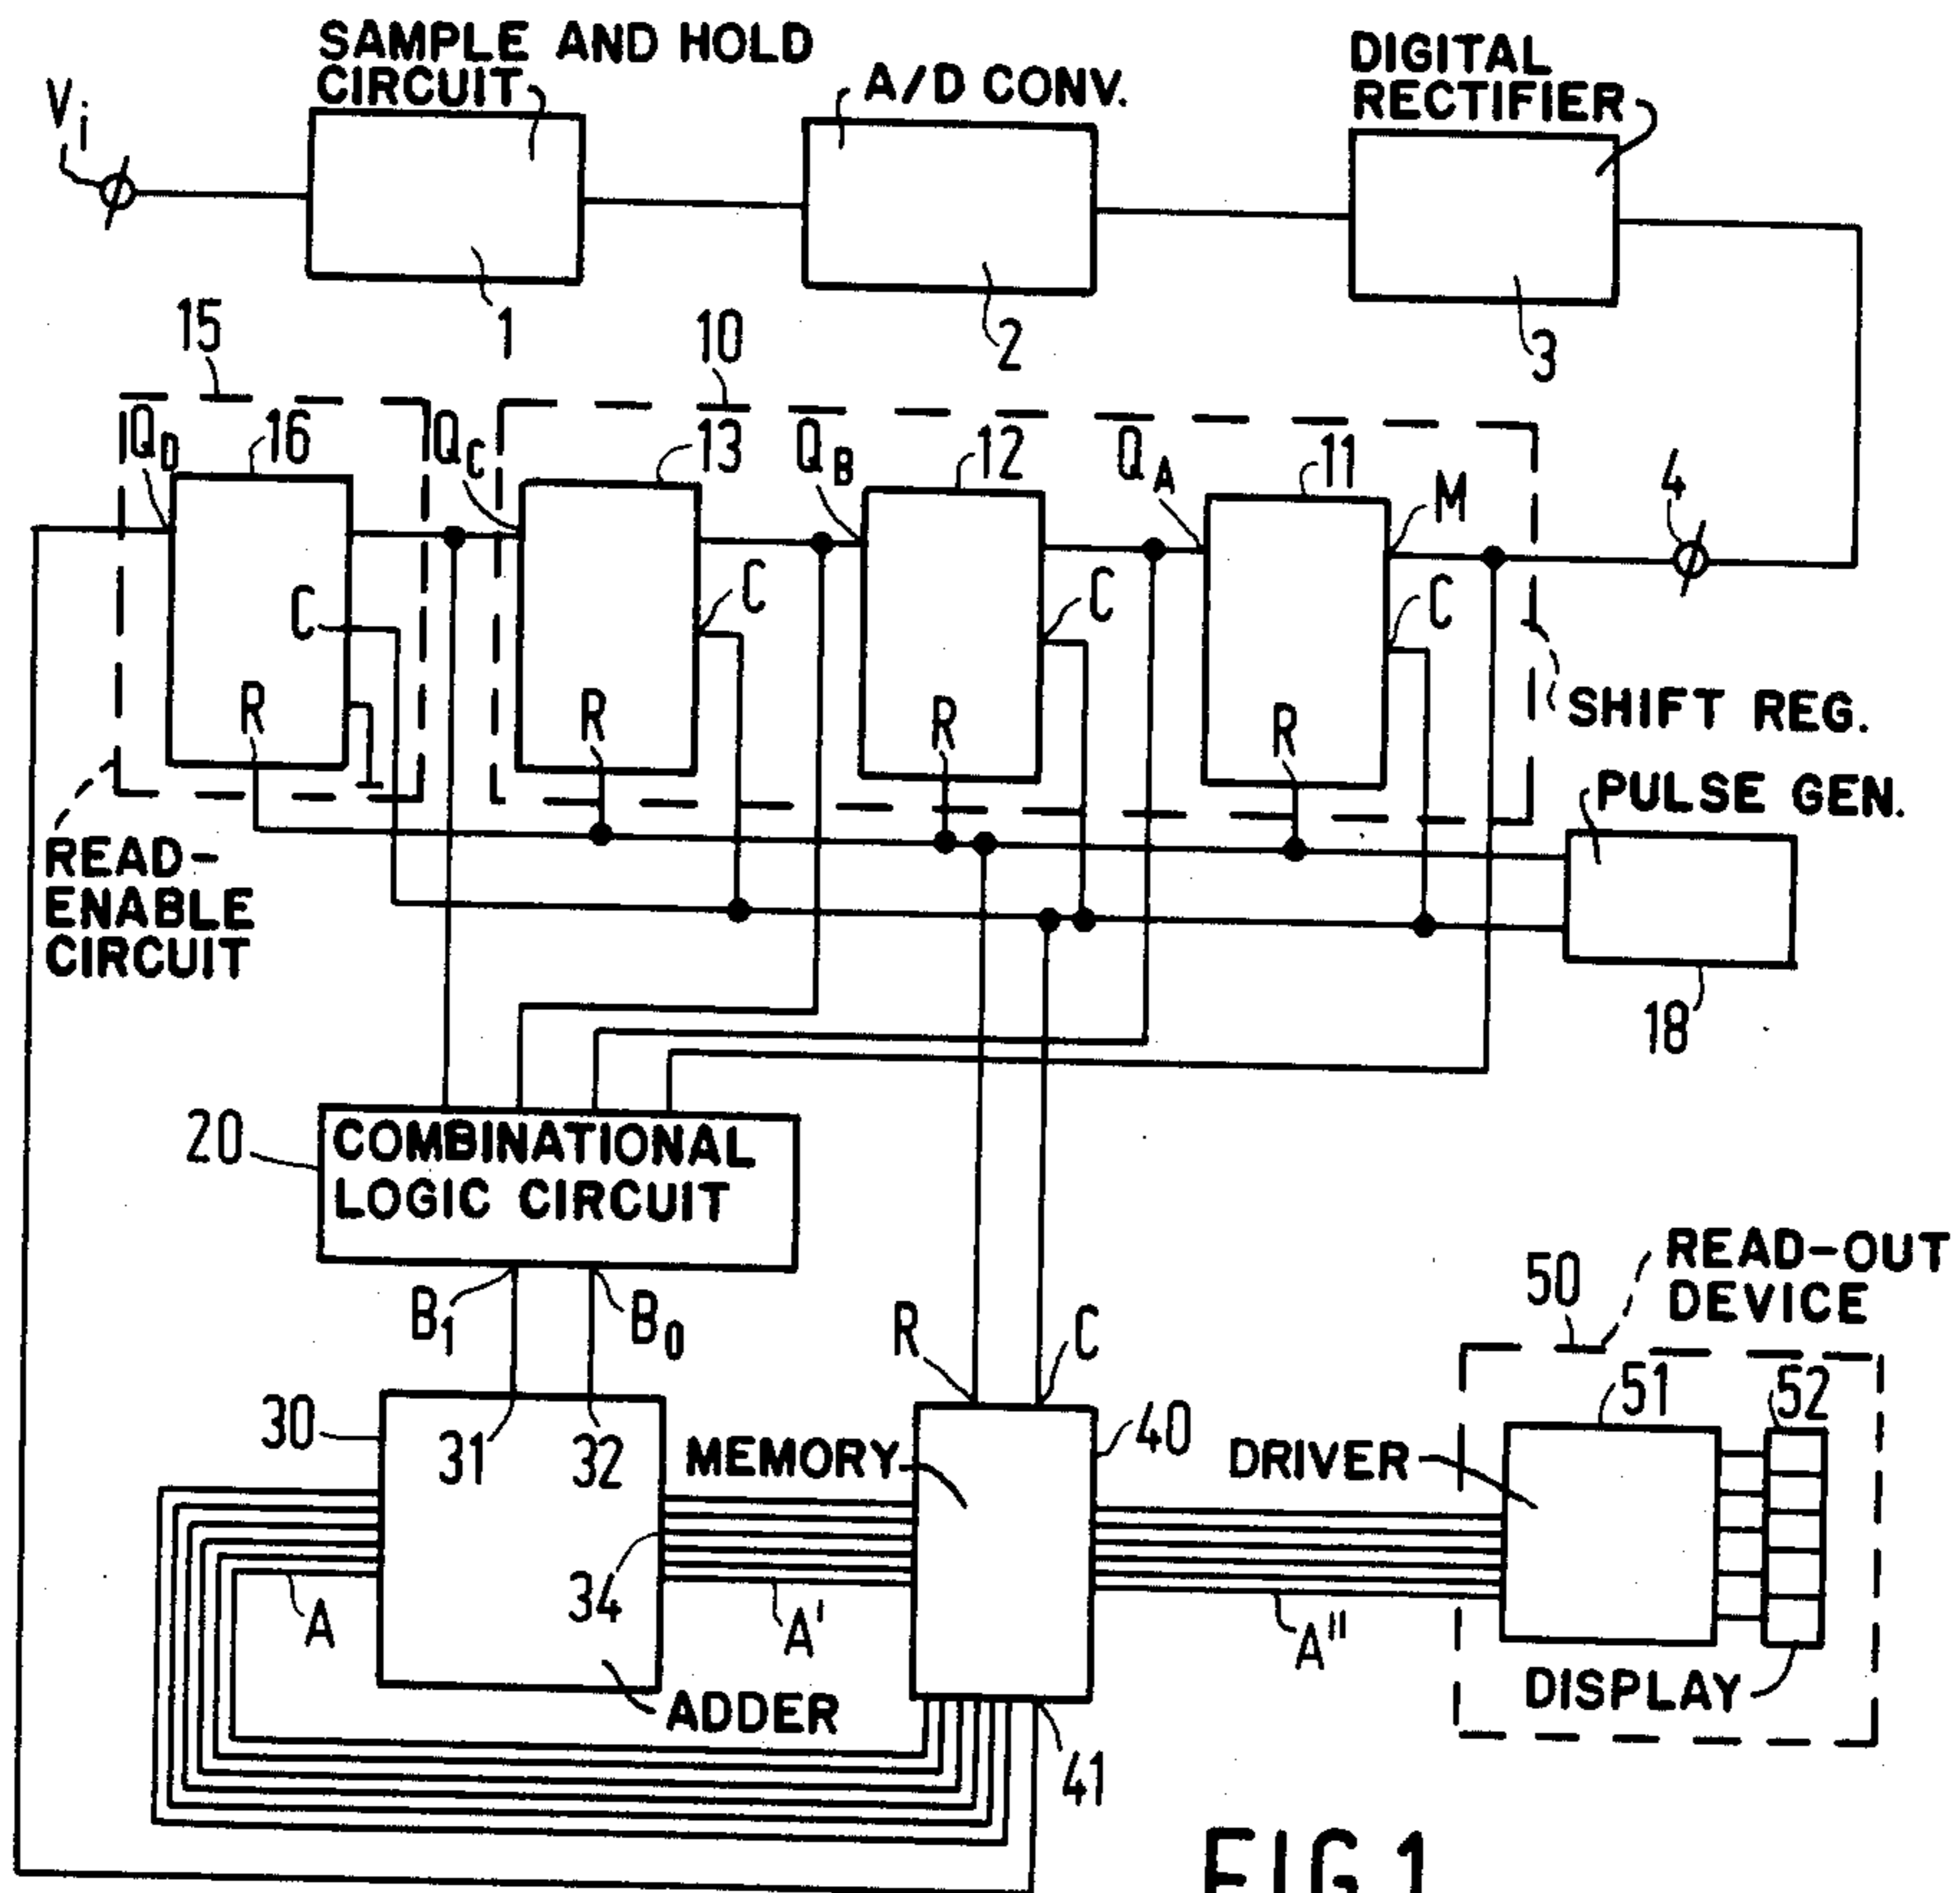 SAMPLE AND HOLD
CIRCUIT
A/D CONV.
DIGITAL
RECTIFIER
Vi
1
2
3
15
10
QD
16
QC
13
QB
12
QA
11
M
4
C
C
C
C
R
R
R
R
SHIFT REG.
PULSE GEN.
READ-
ENABLE
CIRCUIT
18
20
COMBINATIONAL
LOGIC CIRCUIT
B1
B0
R
C
50
READ-OUT
DEVICE
51
52
30
31
32
MEMORY
40
DRIVER
34
A
A'
A"
ADDER
DISPLAY
41
FIG.1